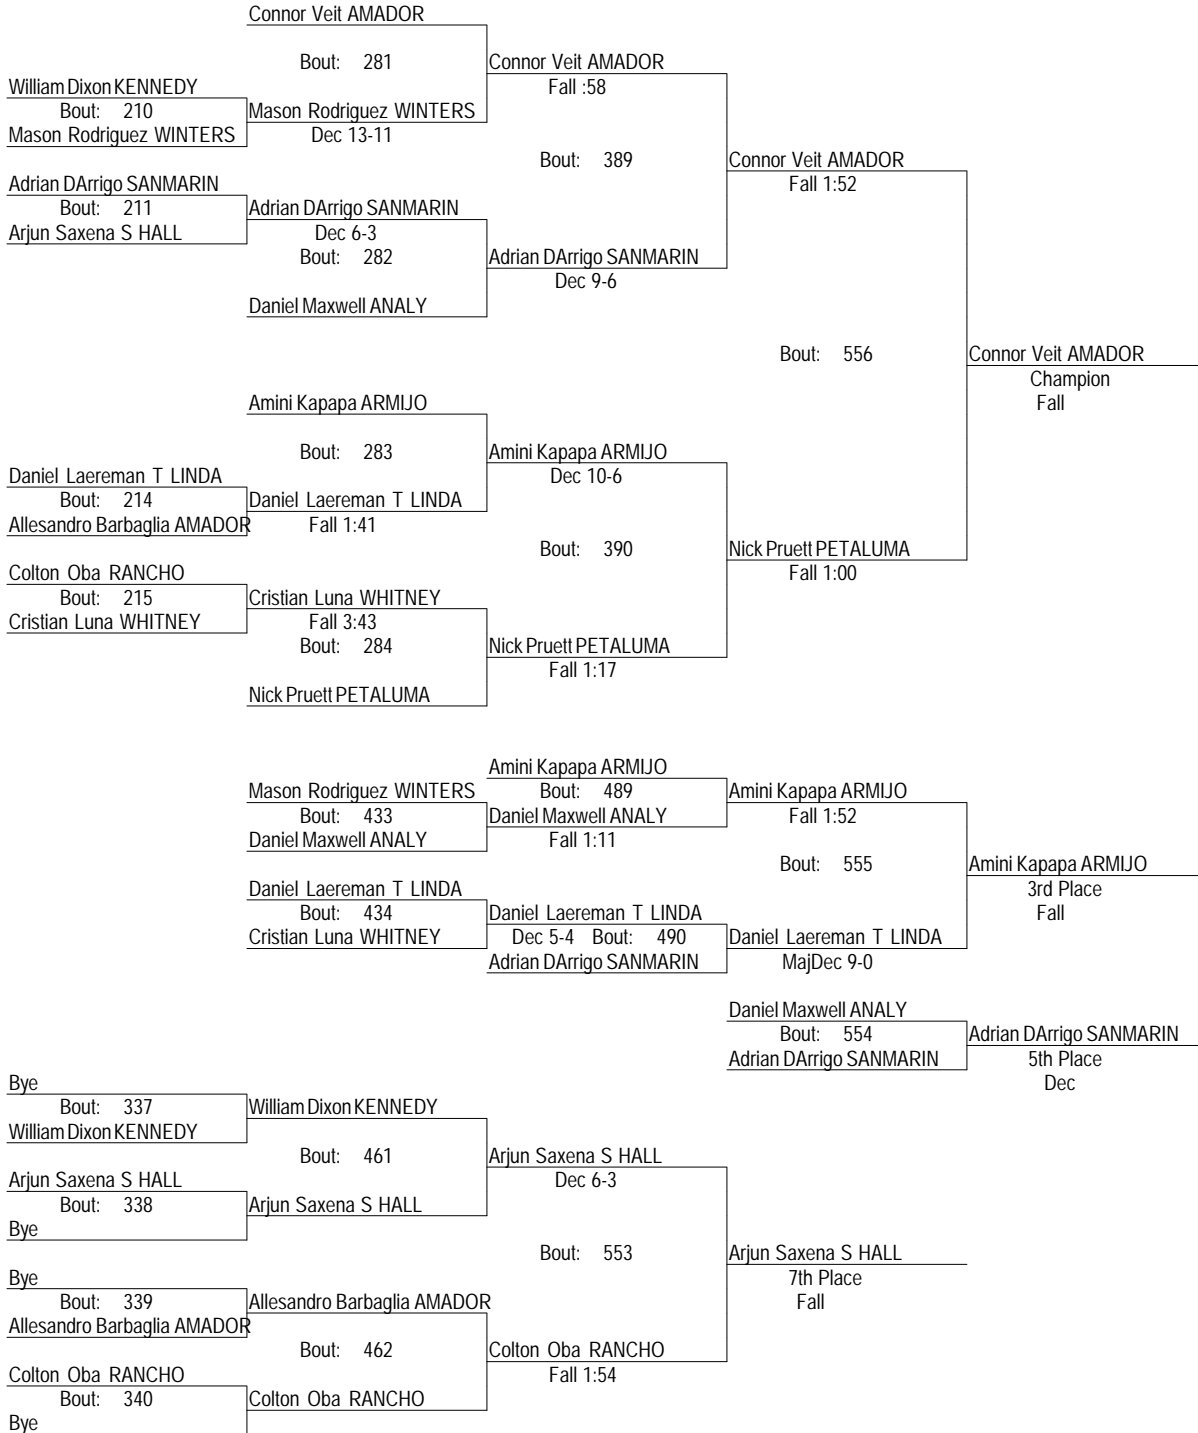 Connor Veit AMADOR
Bout: 281
Connor Veit AMADOR
William Dixon KENNEDY
Fall :58
Bout: 210
Mason Rodriguez WINTERS
Mason Rodriguez WINTERS
Dec 13-11
Bout: 389
Connor Veit AMADOR
Adrian DArrigo SANMARIN
Fall 1:52
Bout: 211
Adrian DArrigo SANMARIN
Arjun Saxena S HALL
Dec 6-3
Bout: 282
Adrian DArrigo SANMARIN
Dec 9-6
Daniel Maxwell ANALY
Bout: 556
Connor Veit AMADOR
Champion
Fall
Amini Kapapa ARMIJO
Bout: 283
Amini Kapapa ARMIJO
Daniel Laereman T LINDA
Dec 10-6
Bout: 214
Daniel Laereman T LINDA
Allesandro Barbaglia AMADOR
Fall 1:41
Bout: 390
Nick Pruett PETALUMA
Colton Oba RANCHO
Fall 1:00
Bout: 215
Cristian Luna WHITNEY
Cristian Luna WHITNEY
Fall 3:43
Bout: 284
Nick Pruett PETALUMA
Fall 1:17
Nick Pruett PETALUMA
Amini Kapapa ARMIJO
Mason Rodriguez WINTERS
Bout: 489
Amini Kapapa ARMIJO
Bout: 433
Daniel Maxwell ANALY
Fall 1:52
Daniel Maxwell ANALY
Fall 1:11
Bout: 555
Amini Kapapa ARMIJO
Daniel Laereman T LINDA
3rd Place
Bout: 434
Daniel Laereman T LINDA
Fall
Cristian Luna WHITNEY
Dec 5-4 Bout: 490
Daniel Laereman T LINDA
Adrian DArrigo SANMARIN
MajDec 9-0
Daniel Maxwell ANALY
Bout: 554
Adrian DArrigo SANMARIN
Adrian DArrigo SANMARIN
5th Place
Dec
Bye
Bout: 337
William Dixon KENNEDY
William Dixon KENNEDY
Bout: 461
Arjun Saxena S HALL
Arjun Saxena S HALL
Dec 6-3
Bout: 338
Arjun Saxena S HALL
Bye
Bout: 553
Arjun Saxena S HALL
Bye
7th Place
Bout: 339
Allesandro Barbaglia AMADOR
Fall
Allesandro Barbaglia AMADOR
Bout: 462
Colton Oba RANCHO
Colton Oba RANCHO
Fall 1:54
Bout: 340
Colton Oba RANCHO
Bye